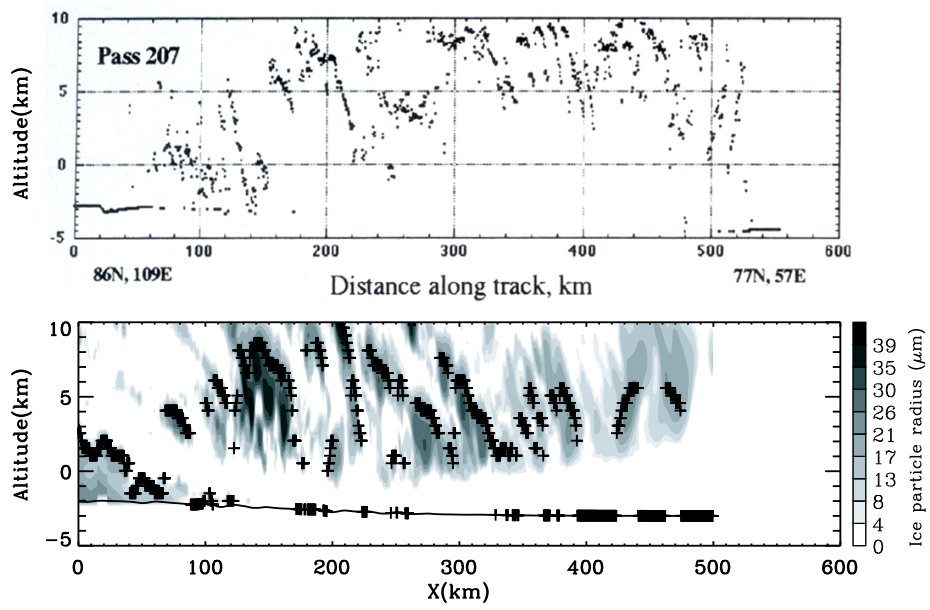 10
Pass 207
5
0
-5
Altitude(km)
0 100 200 300 400 500 600
86N, 109E
Distance along track, km
77N, 57E
10
5
0
−5
Altitude(km)
0 100 200 300 400 500 600
X(km)
39
35
30
26
21
17
13
8
4
0
Ice particle radius (μm)